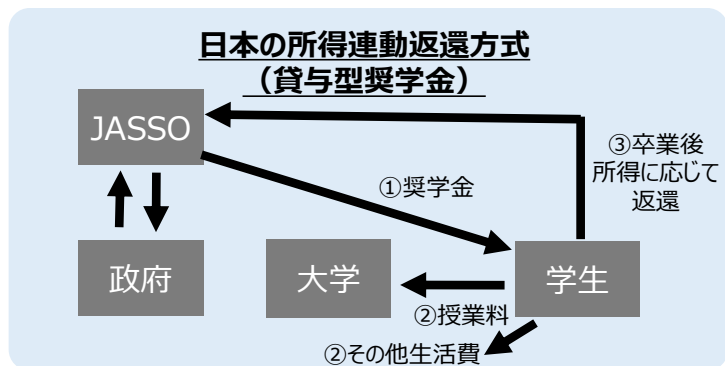 日本の所得連動返還方式
（貸与型奨学金）
JASSO
③卒業後
所得に応じて
返還
①奨学金
政府
大学
学生
②授業料
②その他生活費